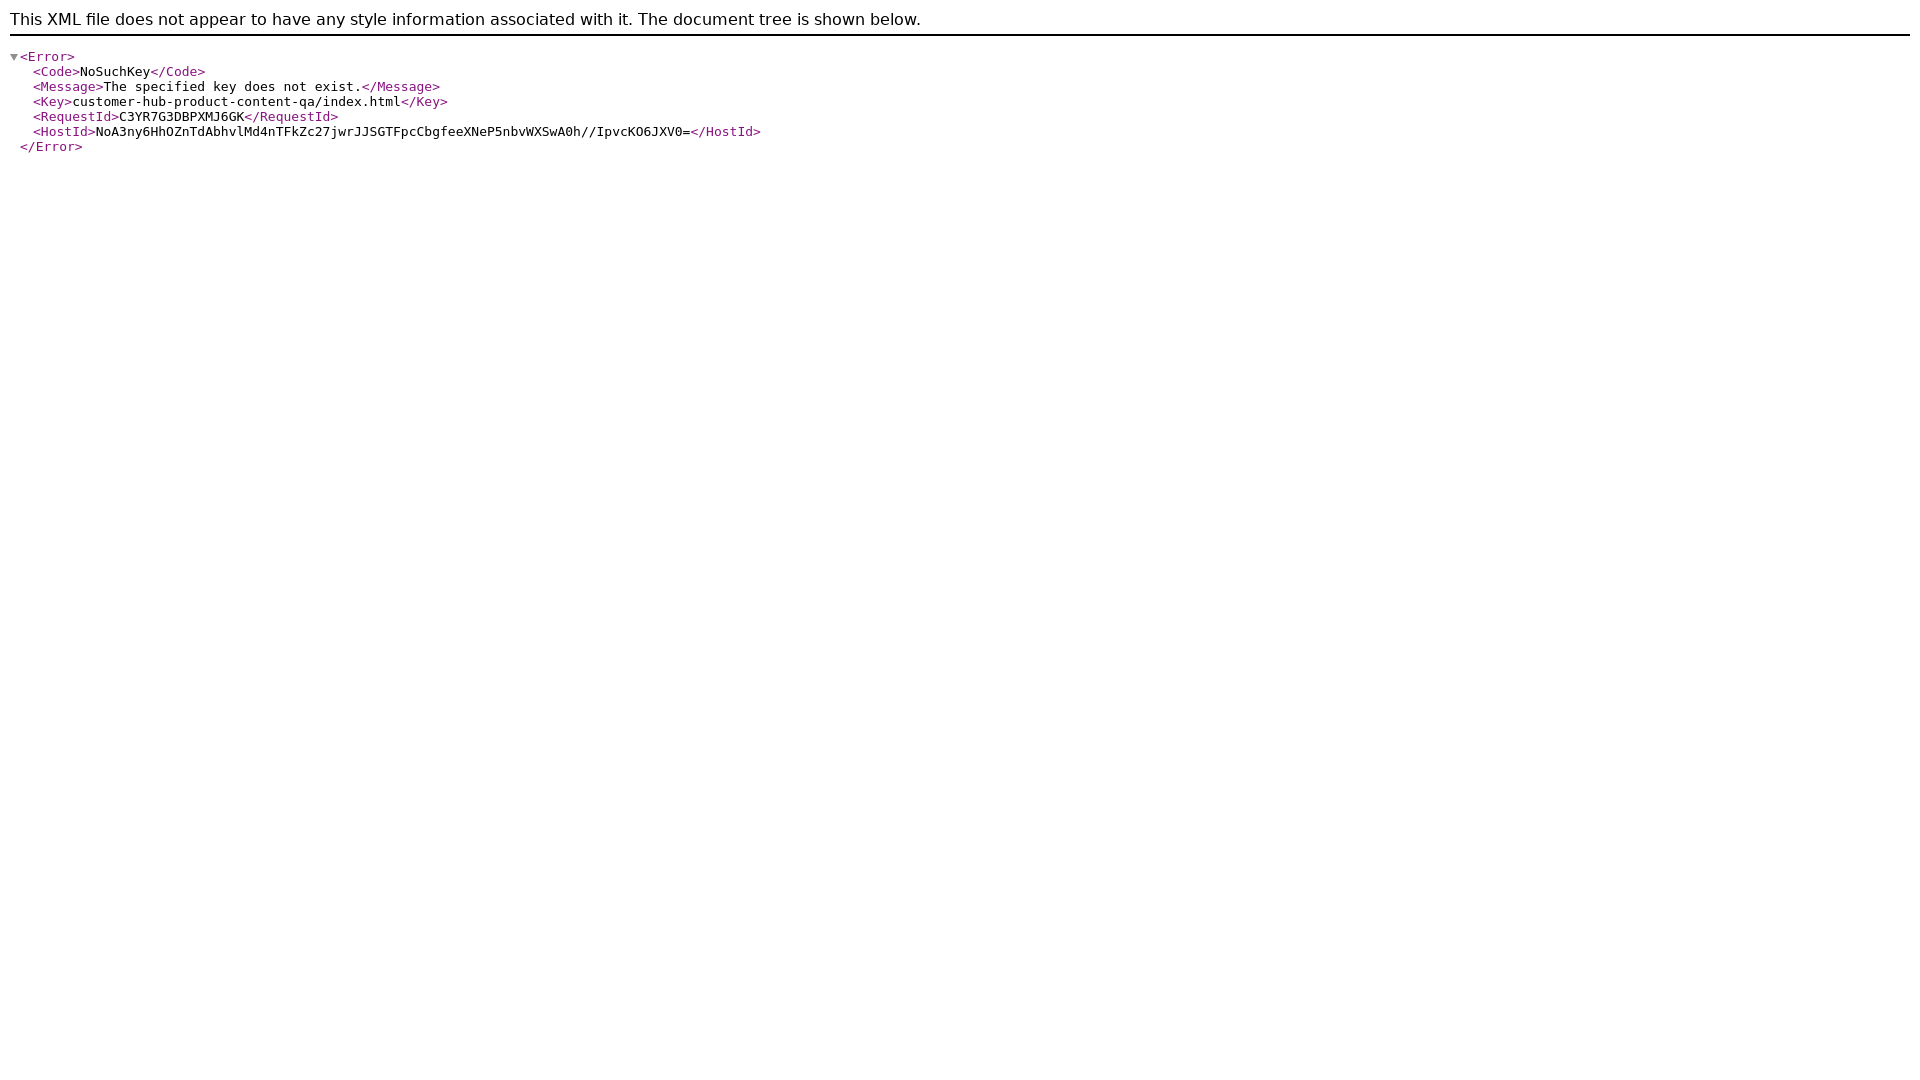 This XML file does not appear to have any style information associated with it. The document tree is shown below.
<Error>
<Code>NoSuchKey</Code>
<Message>The specified key does not exist.</Message>
<Key>customer-hub-product-content-qa/index.html</Key>
<RequestId>C3YR7G3DBPXMJ6GK</RequestId>
<HostId>NoA3ny6HhOZnTdAbhvlMd4nTFkZc27jwrJJSGTFpcCbgfeeXNeP5nbvWXSwA0h//IpvcKO6JXV0=</HostId>
</Error>